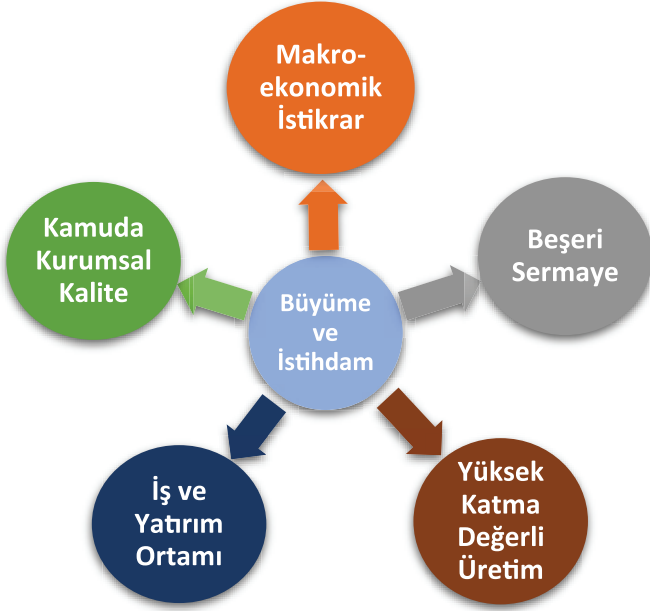 Makro-
ekonomik
İstikrar
Kamuda
Kurumsal
Kalite
Beşeri
Sermaye
Büyüme
ve
İstihdam
İş ve
Yatırım
Ortamı
Yüksek
Katma
Değerli
Üretim